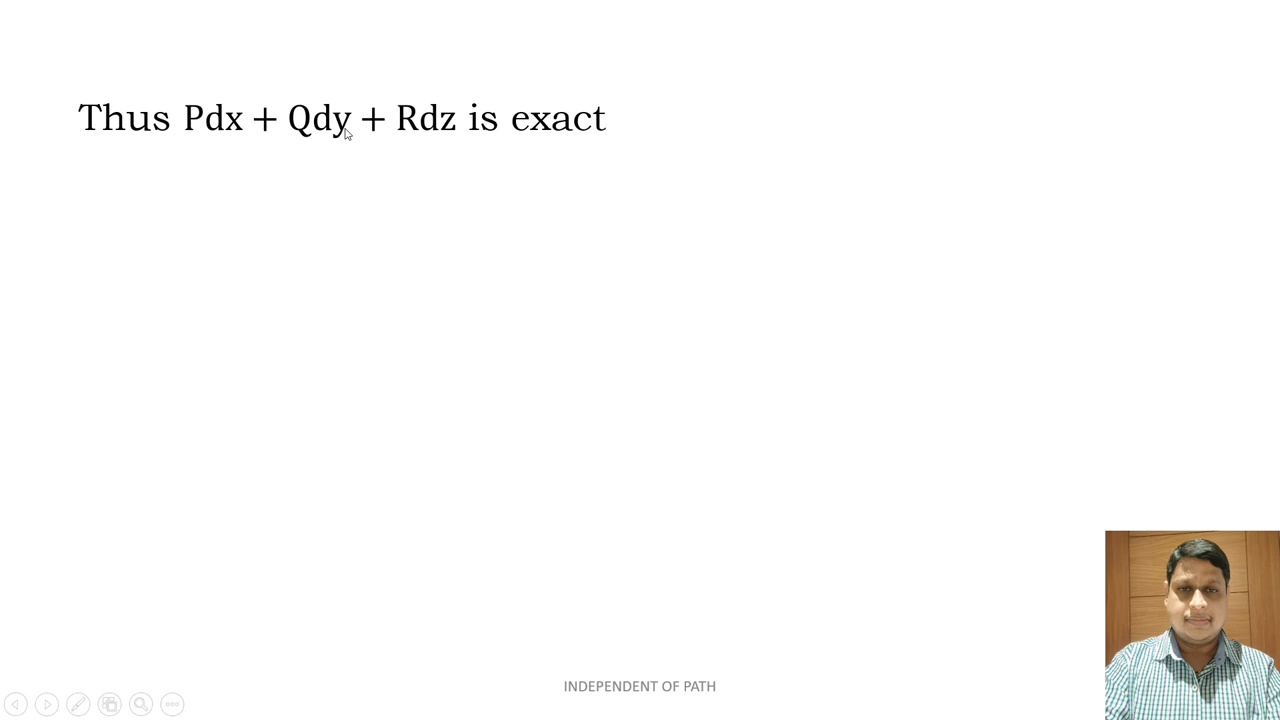 Thus Pdx + Qdy + Rdz is exact
INDEPENDENT OF PATH